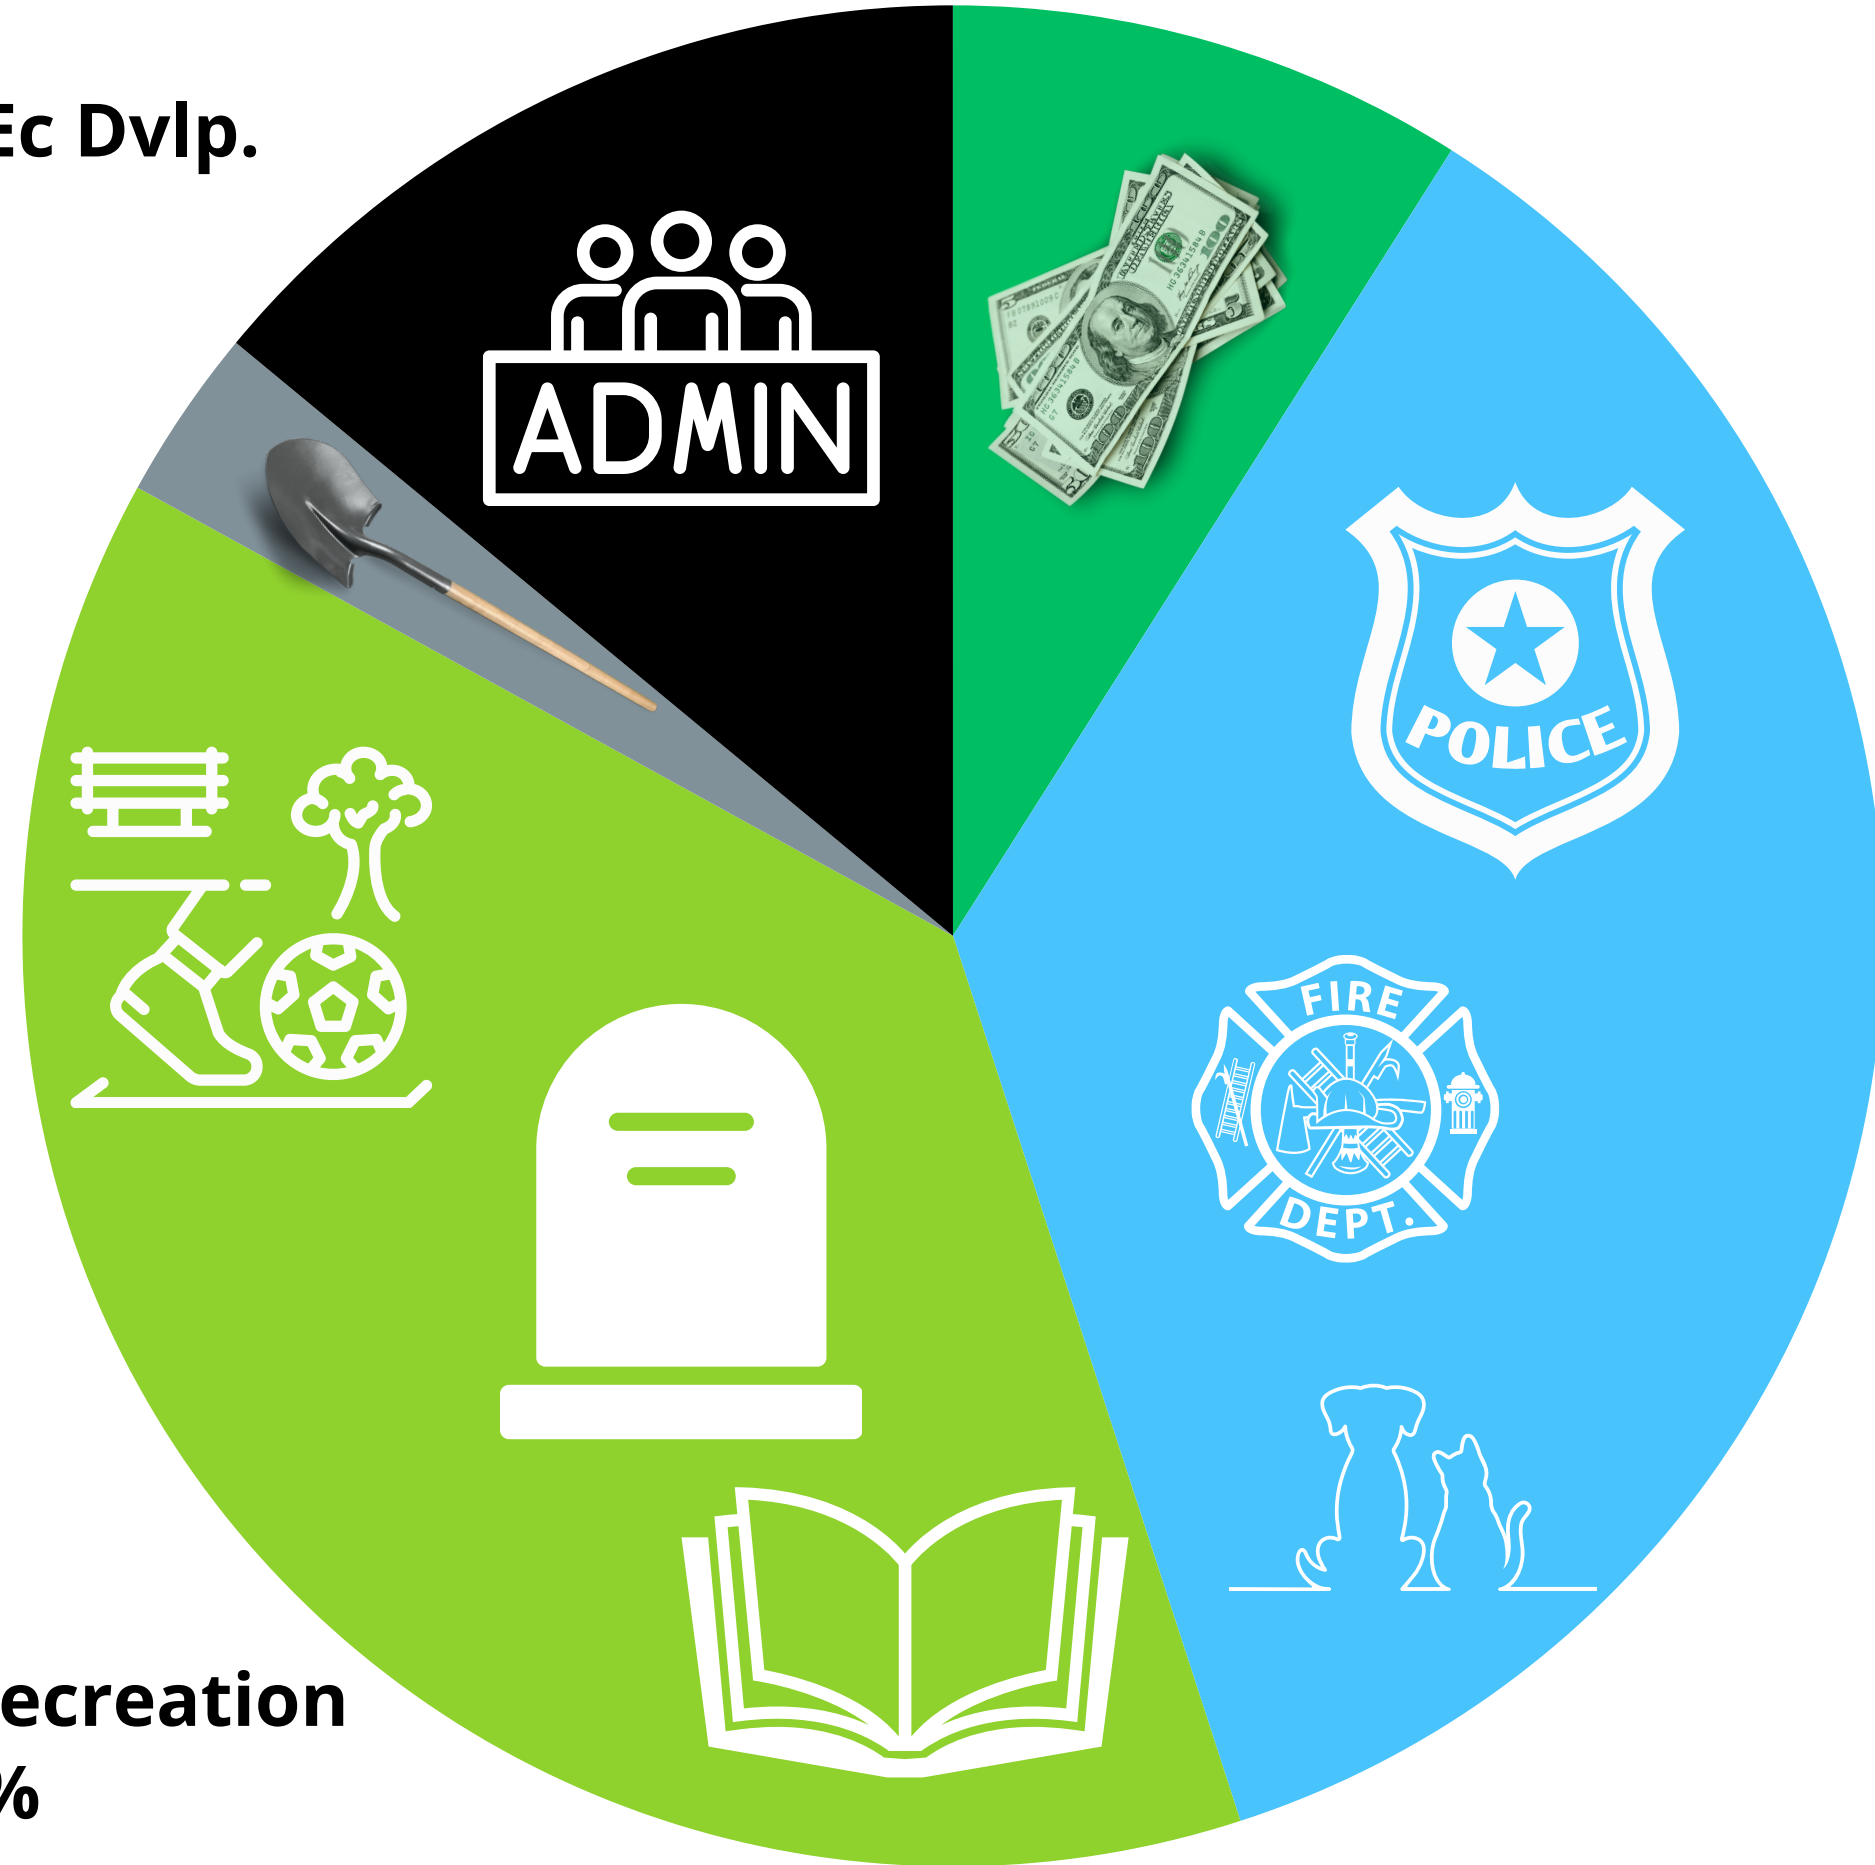 Ec Dvlp.
ADMIN
POLICE
FIRE
DEPT.
ecreation
%